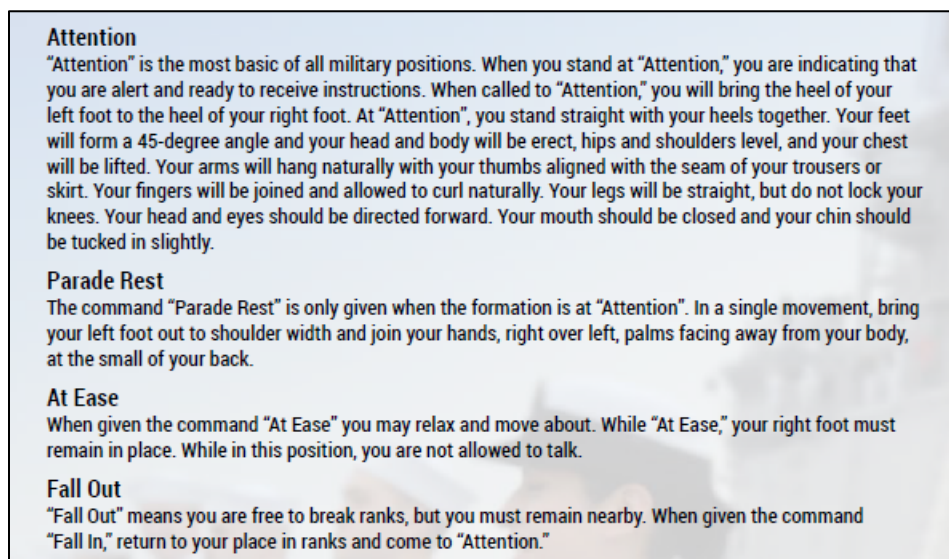 Attention
“Attention” is the most basic of all military positions. When you stand at “Attention,” you are indicating that
you are alert and ready to receive instructions. When called to “Attention,” you will bring the heel of your
left foot to the heel of your right foot. At “Attention”, you stand straight with your heels together. Your feet
will form a 45-degree angle and your head and body will be erect, hips and shoulders level, and your chest
will be lifted. Your arms will hang naturally with your thumbs aligned with the seam of your trousers or
skirt. Your fingers will be joined and allowed to curl naturally. Your legs will be straight, but do not lock your
knees. Your head and eyes should be directed forward. Your mouth should be closed and your chin should
be tucked in slightly.
Parade Rest
The command “Parade Rest” is only given when the formation is at “Attention”. In a single movement, bring
your left foot out to shoulder width and join your hands, right over left, palms facing away from your body,
at the small of your back.
At Ease
When given the command “At Ease” you may relax and move about. While “At Ease,” your right foot must
remain in place. While in this position, you are not allowed to talk.
Fall Out
“Fall Out” means you are free to break ranks, but you must remain nearby. When given the command
“Fall In,” return to your place in ranks and come to “Attention.”